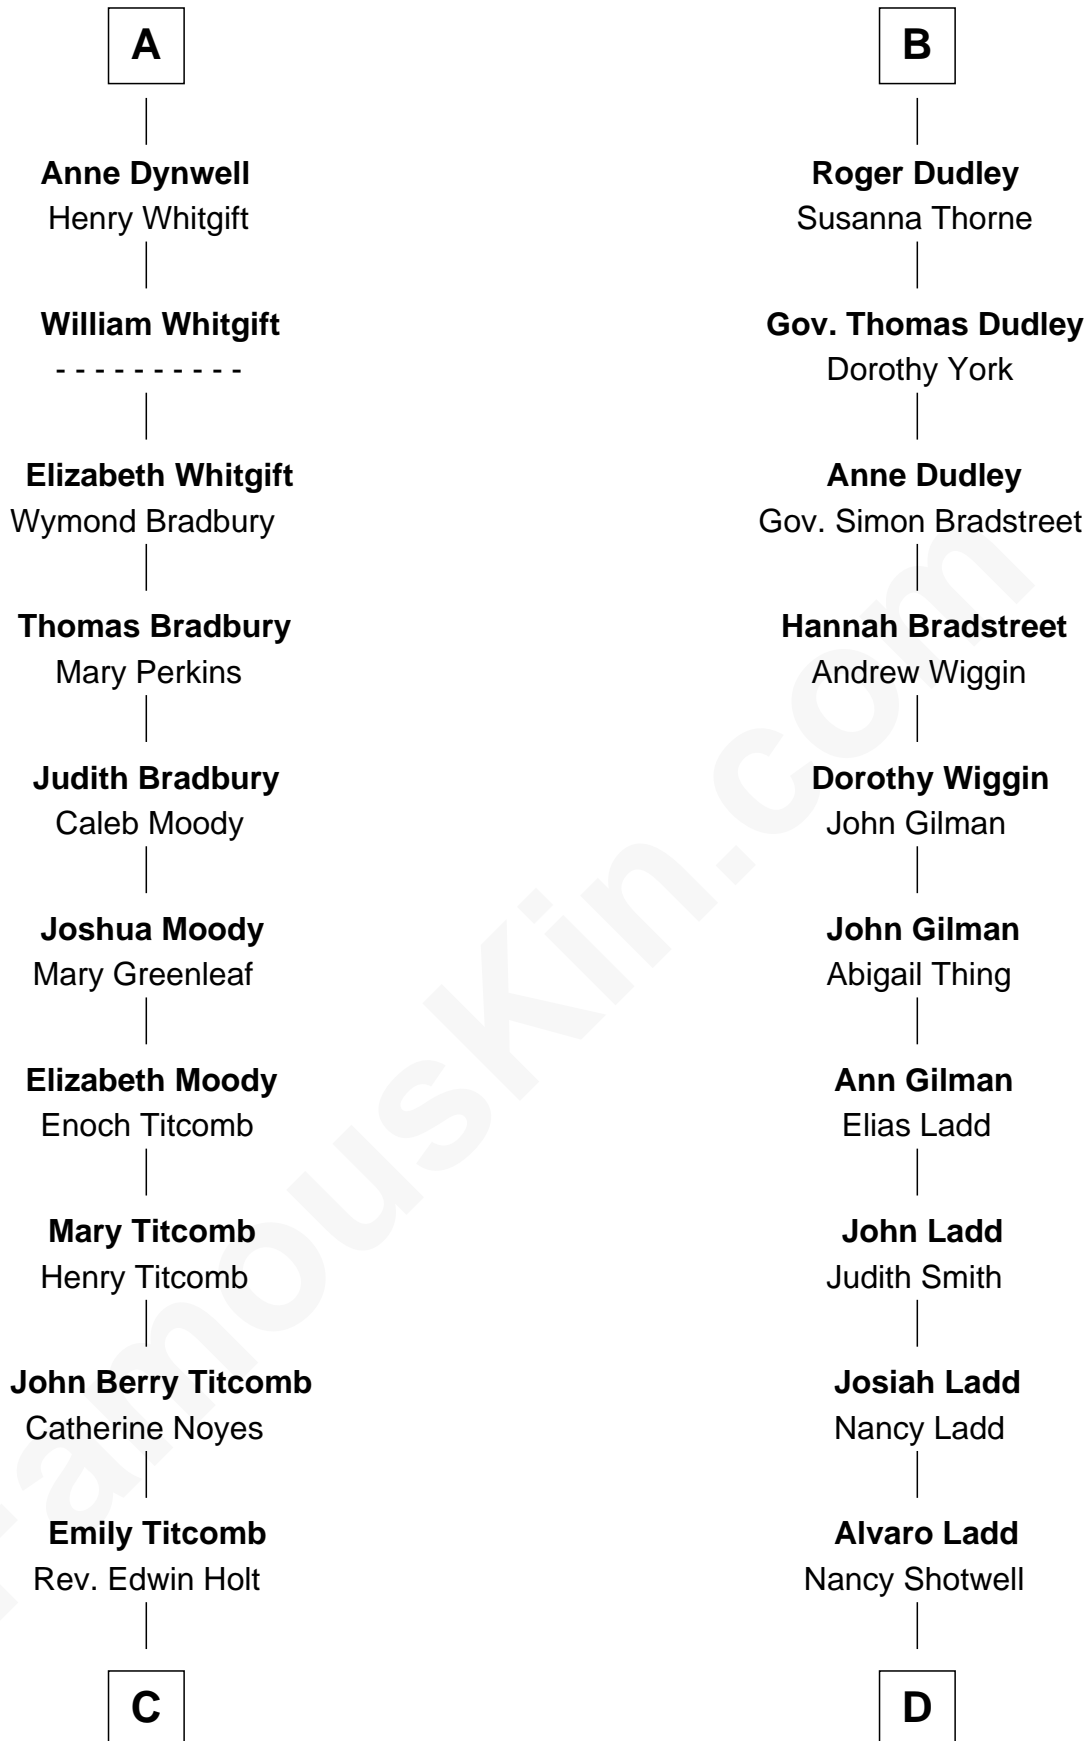 A
Anne Dynwell
Henry Whitgift
William Whitgift
- - - - - - - - - -
Elizabeth Whitgift
Wymond Bradbury
Thomas Bradbury
Mary Perkins
Judith Bradbury
Caleb Moody
Joshua Moody
Mary Greenleaf
Elizabeth Moody
Enoch Titcomb
Mary Titcomb
Henry Titcomb
John Berry Titcomb
Catherine Noyes
Emily Titcomb
Rev. Edwin Holt
C
B
Roger Dudley
Susanna Thorne
Gov. Thomas Dudley
Dorothy York
Anne Dudley
Gov. Simon Bradstreet
Hannah Bradstreet
Andrew Wiggin
Dorothy Wiggin
John Gilman
John Gilman
Abigail Thing
Ann Gilman
Elias Ladd
John Ladd
Judith Smith
Josiah Ladd
Nancy Ladd
Alvaro Ladd
Nancy Shotwell
D
FamousKin.com